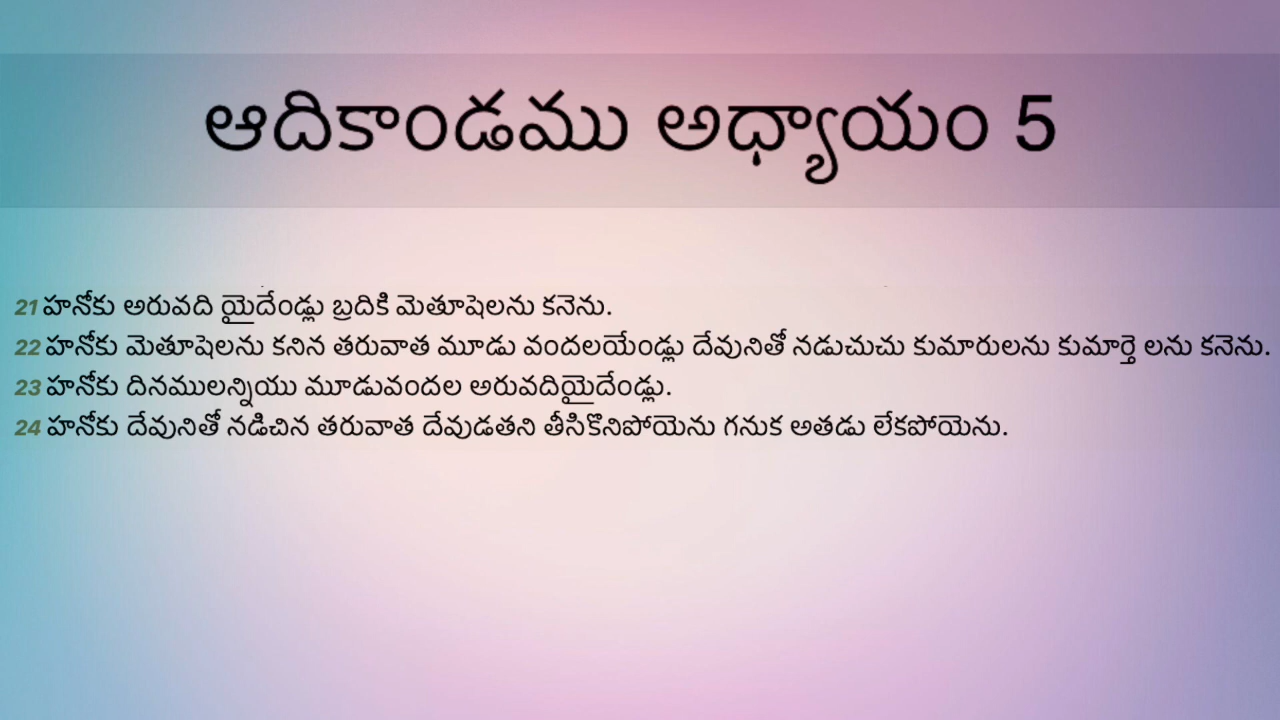 ఆదికాండము అధ్యాయం 5
21 హనోకు అరువది యైదేండ్లు బ్రదికి మెతూషెలను కనెను.
22 హనోకు మెతూషెలను కనిన తరువాత మూడు వందలయేండ్లు దేవునితో నడుచుచు కుమారులను కుమార్తె లను కనెను.
23 హనోకు దినములన్నియు మూడువందల అరువదియైదేండ్లు.
24 హనోకు దేవునితో నడిచిన తరువాత దేవుడతని తీసికొనిపోయెను గనుక అతడు లేకపోయెను.